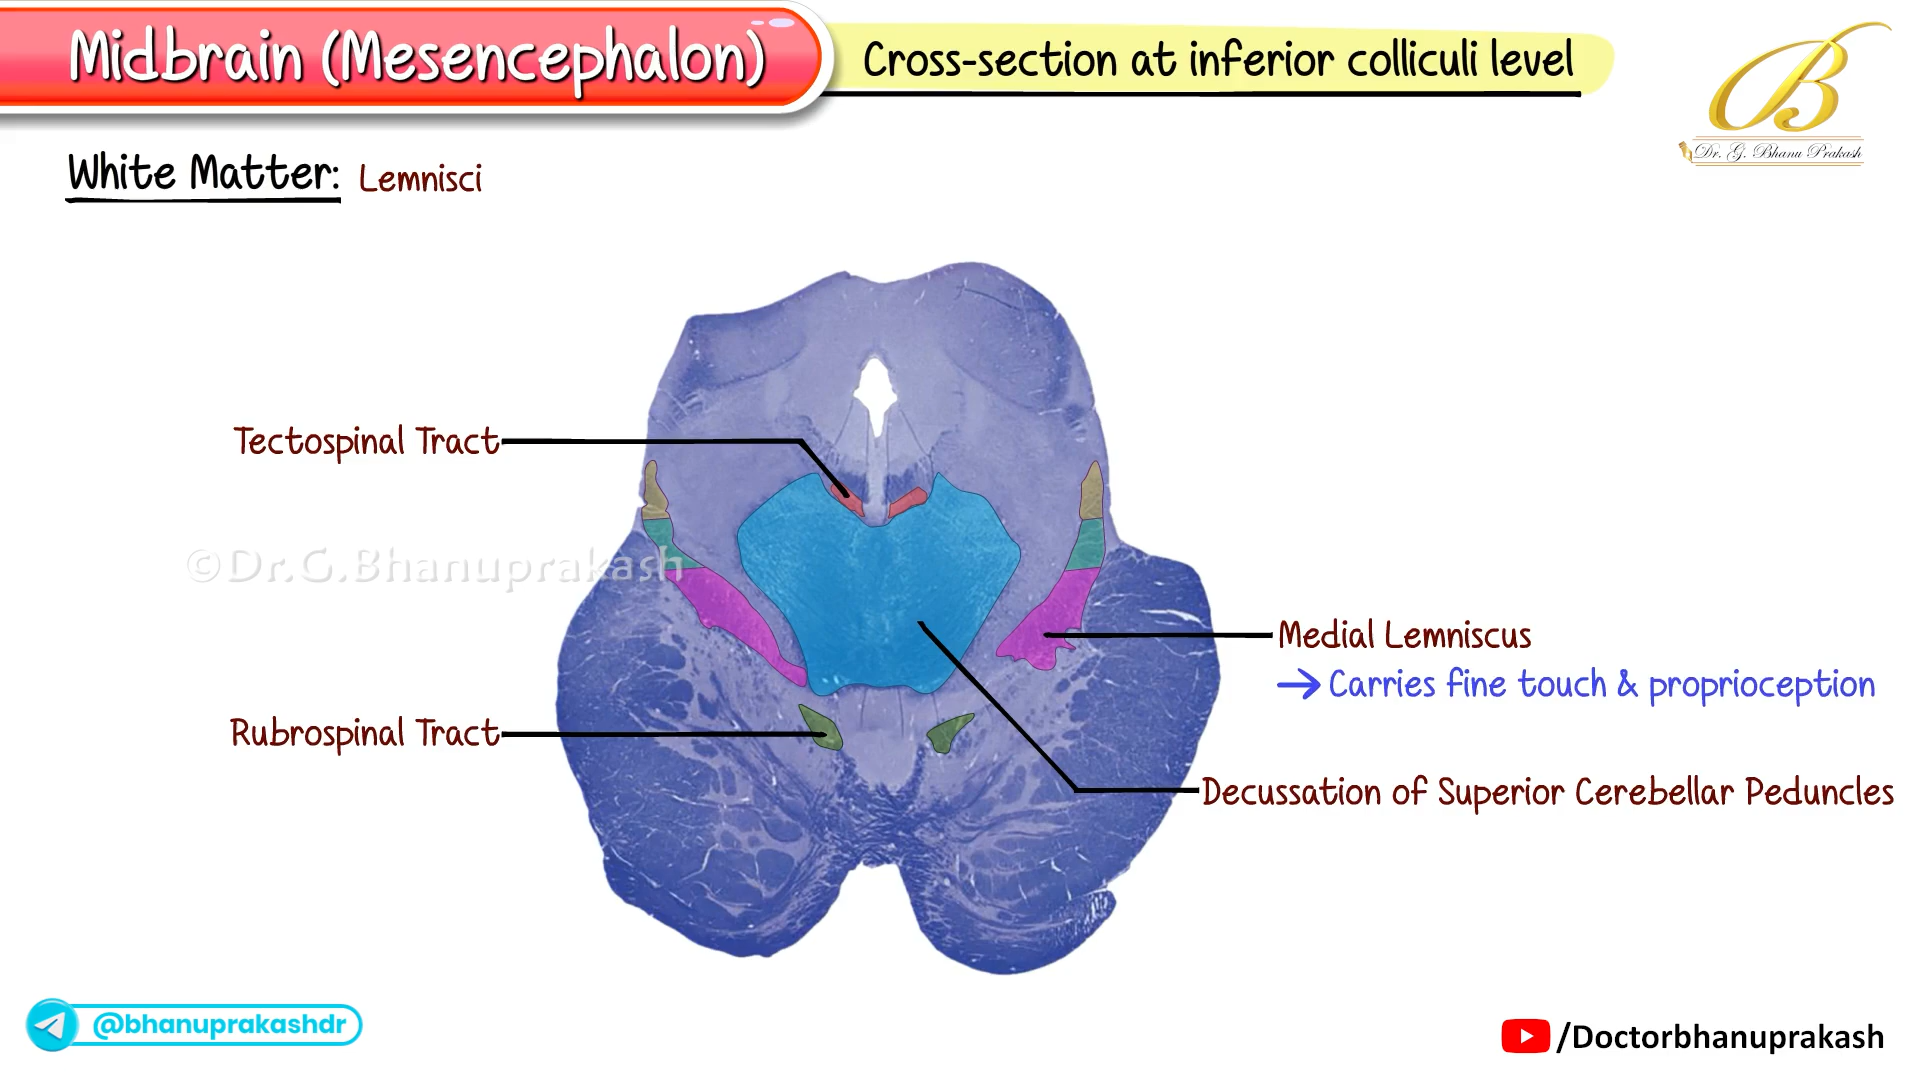 Midbrain (Mesencephalon)
Cross-section at inferior colliculi level
B
Dr. G. Bhanu Prakash
White Matter: Lemnisci
Tectospinal Tract
©Dr.G.Bhanuprakash
Medial Lemniscus
→ Carries fine touch & proprioception
Rubrospinal Tract
Decussation of Superior Cerebellar Peduncles
@bhanuprakashdr
/Doctorbhanuprakash